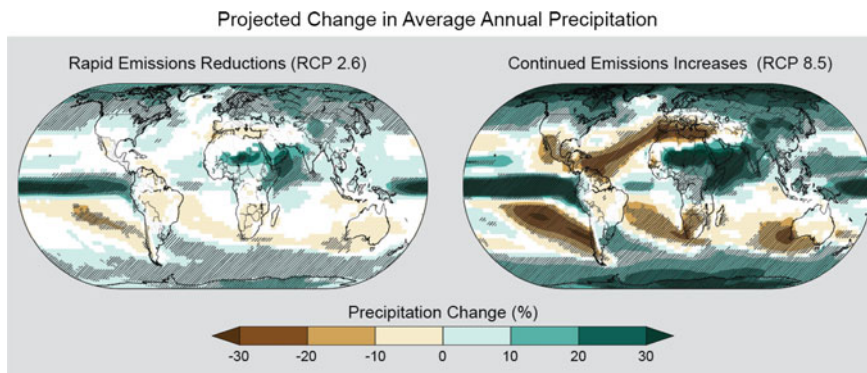 Projected Change in Average Annual Precipitation
Rapid Emissions Reductions (RCP 2.6)
Continued Emissions Increases (RCP 8.5)
Precipitation Change (%)
-30 -20 -10 0 10 20 30